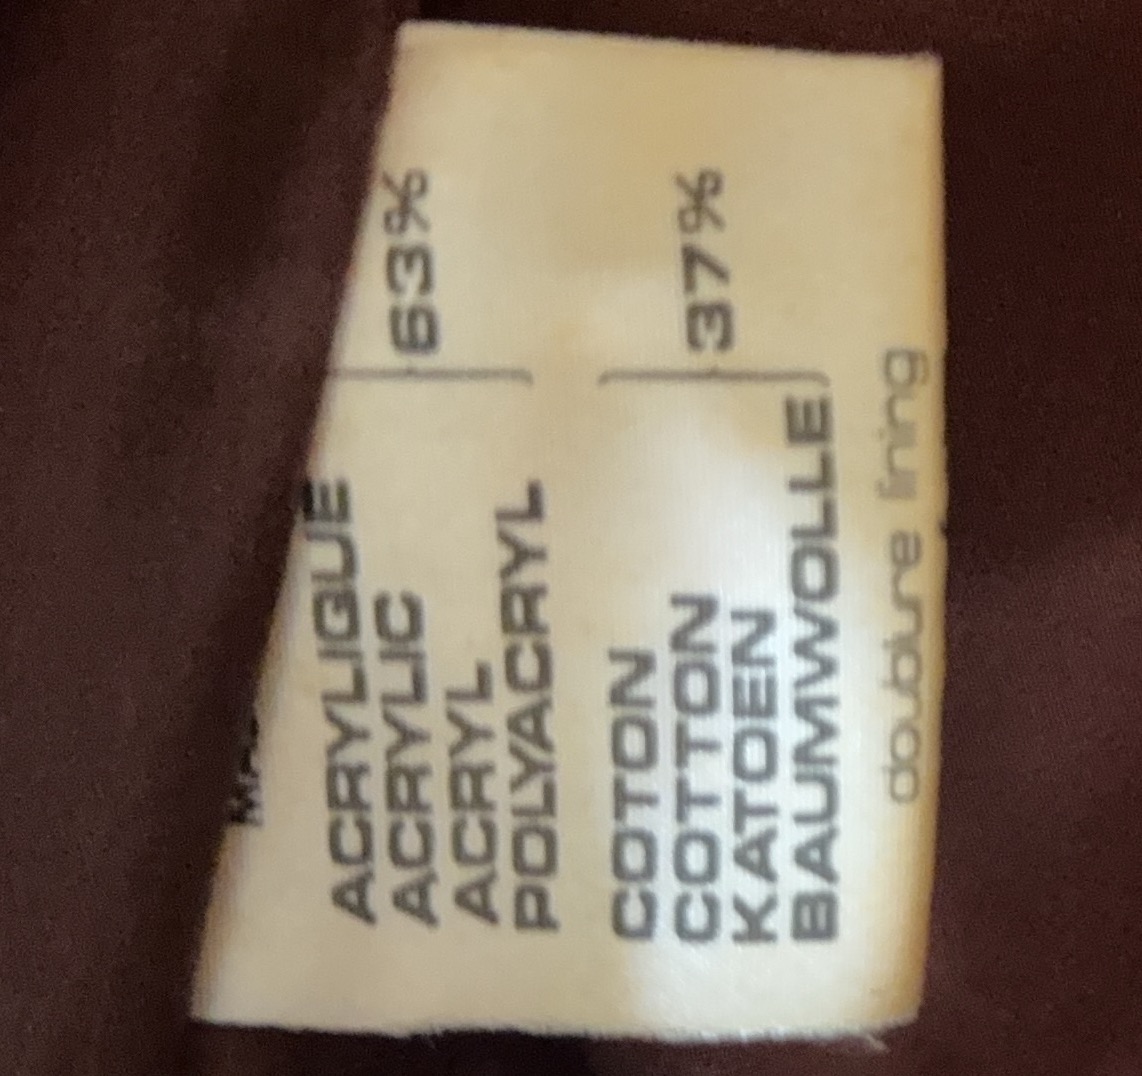 ACRYLIQUE
ACRYLIC
ACRYL
POLYACRYL
63%
COTON
COTTON
KATOEN
BAUMWOLLE
37%
doublure lining